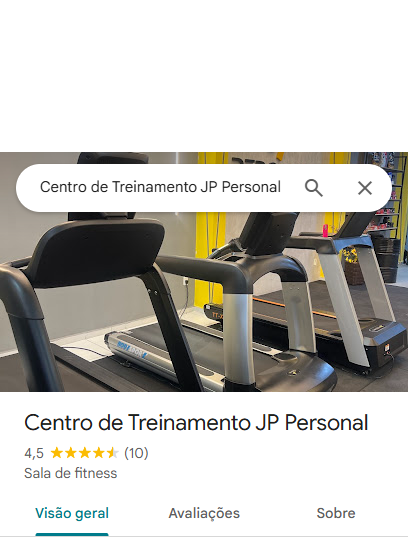 Centro de Treinamento JP Personal
Centro de Treinamento JP Personal
4,5 (10)
Sala de fitness
Visão geral Avaliações Sobre